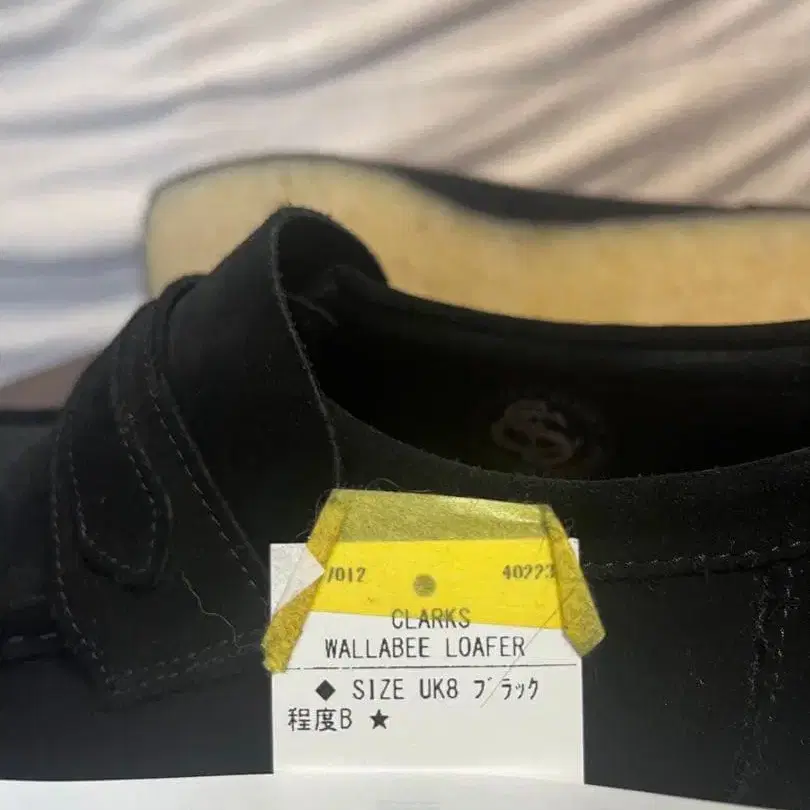 /012 40223
CLARKS
WALLABEE LOAFER
◆ SIZE UK8 ブラック
程度B ★